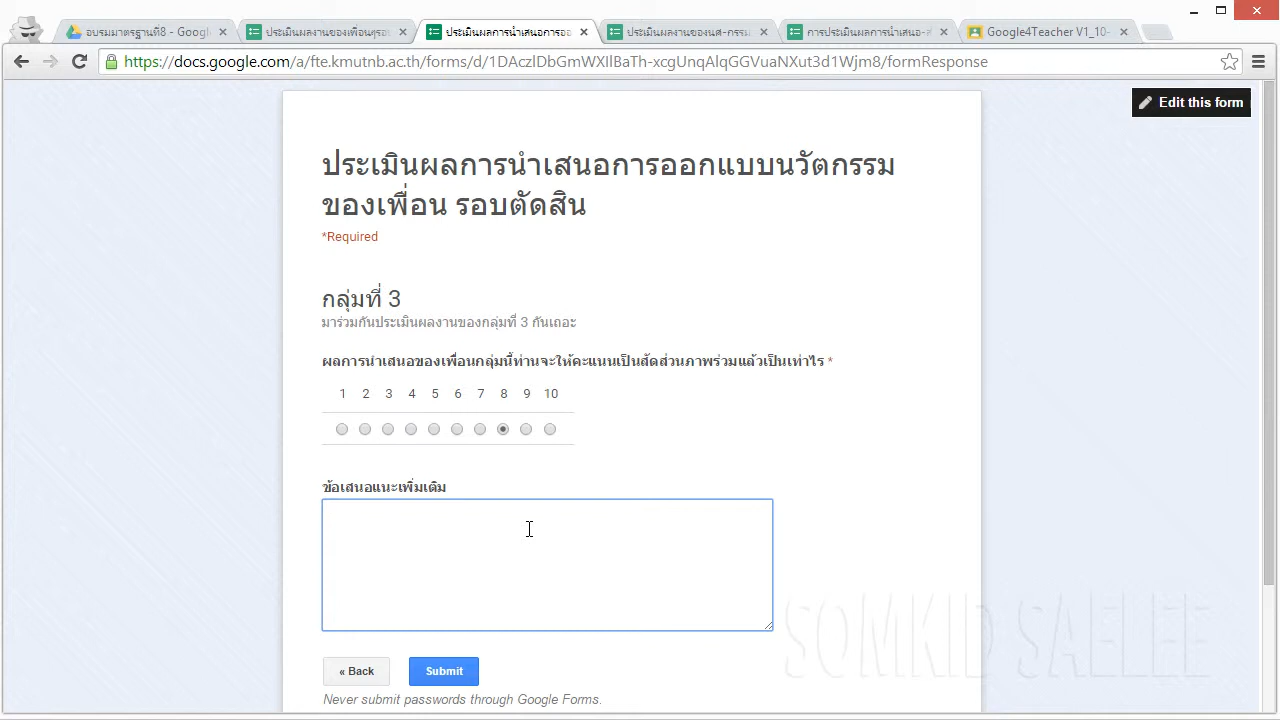 บรมมาตรฐานที่8 - Googl
ประเมินผลงานของเพื่อนๆรอ
ประเมินผลการนำเสนอการออ
ประเมินผลงานของนศ-กรรม
การประเมินผลการนำเสนอ-ส
Google4Teacher V1_10-
https://docs.google.com/a/fte.kmutnb.ac.th/forms/d/
/formResponse
Edit this form
ประเมินผลการนำเสนอการออกแบบนวัตกรรม
ของเพื่อน รอบตัดสิน
*Required
กลุ่มที่ 3
มาร่วมกันประเมินผลงานของกลุ่มที่ 3 กันเถอะ
ผลการนำเสนอของเพื่อนกลุ่มนี้ท่านจะให้คะแนนเป็นสัดส่วนภาพร่วมแล้วเป็นเท่าไร *
1 2 3 4 5 6 7 8 9 10
ข้อเสนอแนะเพิ่มเติม
« Back
Submit
Never submit passwords through Google Forms.
SOMKID SAELEE